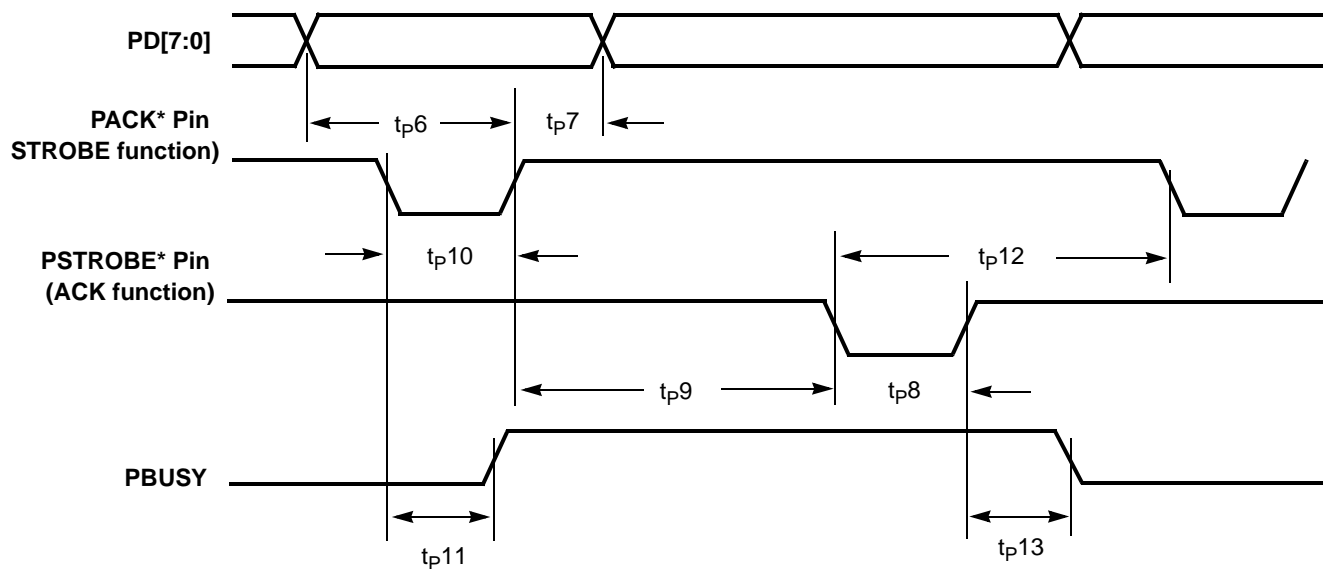 PD[7:0]
PACK* Pin
STROBE function)
tP6
tP7
PSTROBE* Pin
(ACK function)
tP10
tP12
tP9
tP8
PBUSY
tP11
tP13